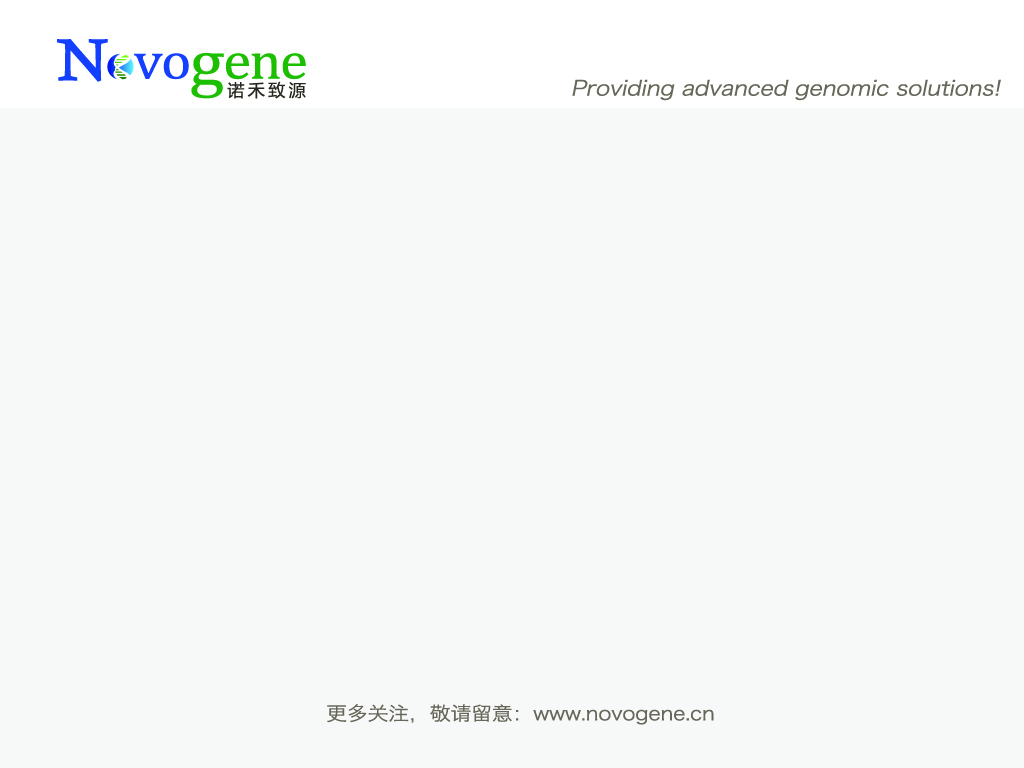 Novogene
诺禾致源
Providing advanced genomic solutions!
更多关注，敬请留意：www.novogene.cn